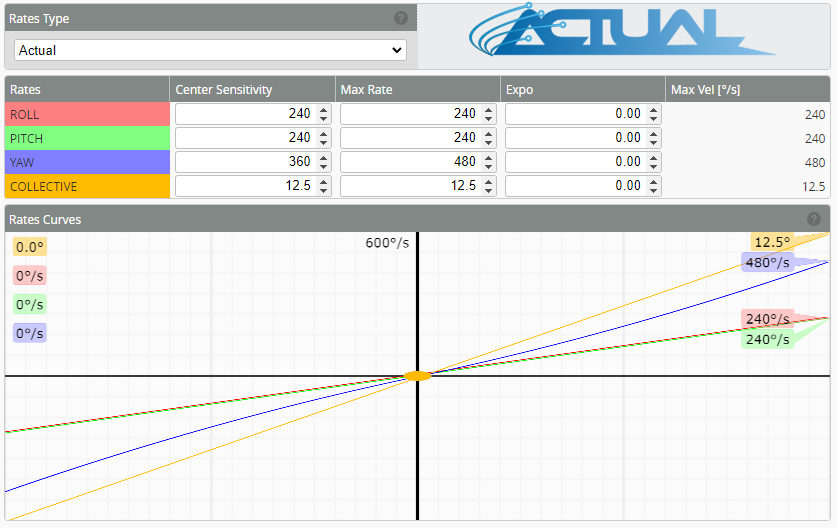 Rates Type ?
ACTUAL
Actual
Rates Center Sensitivity Max Rate Expo Max Vel [°/s]
ROLL 240 240 0.00 240
PITCH 240 240 0.00 240
YAW 360 480 0.00 480
COLLECTIVE 12.5 12.5 0.00 12.5
Rates Curves ?
600°/s
0.0°
0°/s
0°/s
0°/s
12.5°
480°/s
240°/s
240°/s